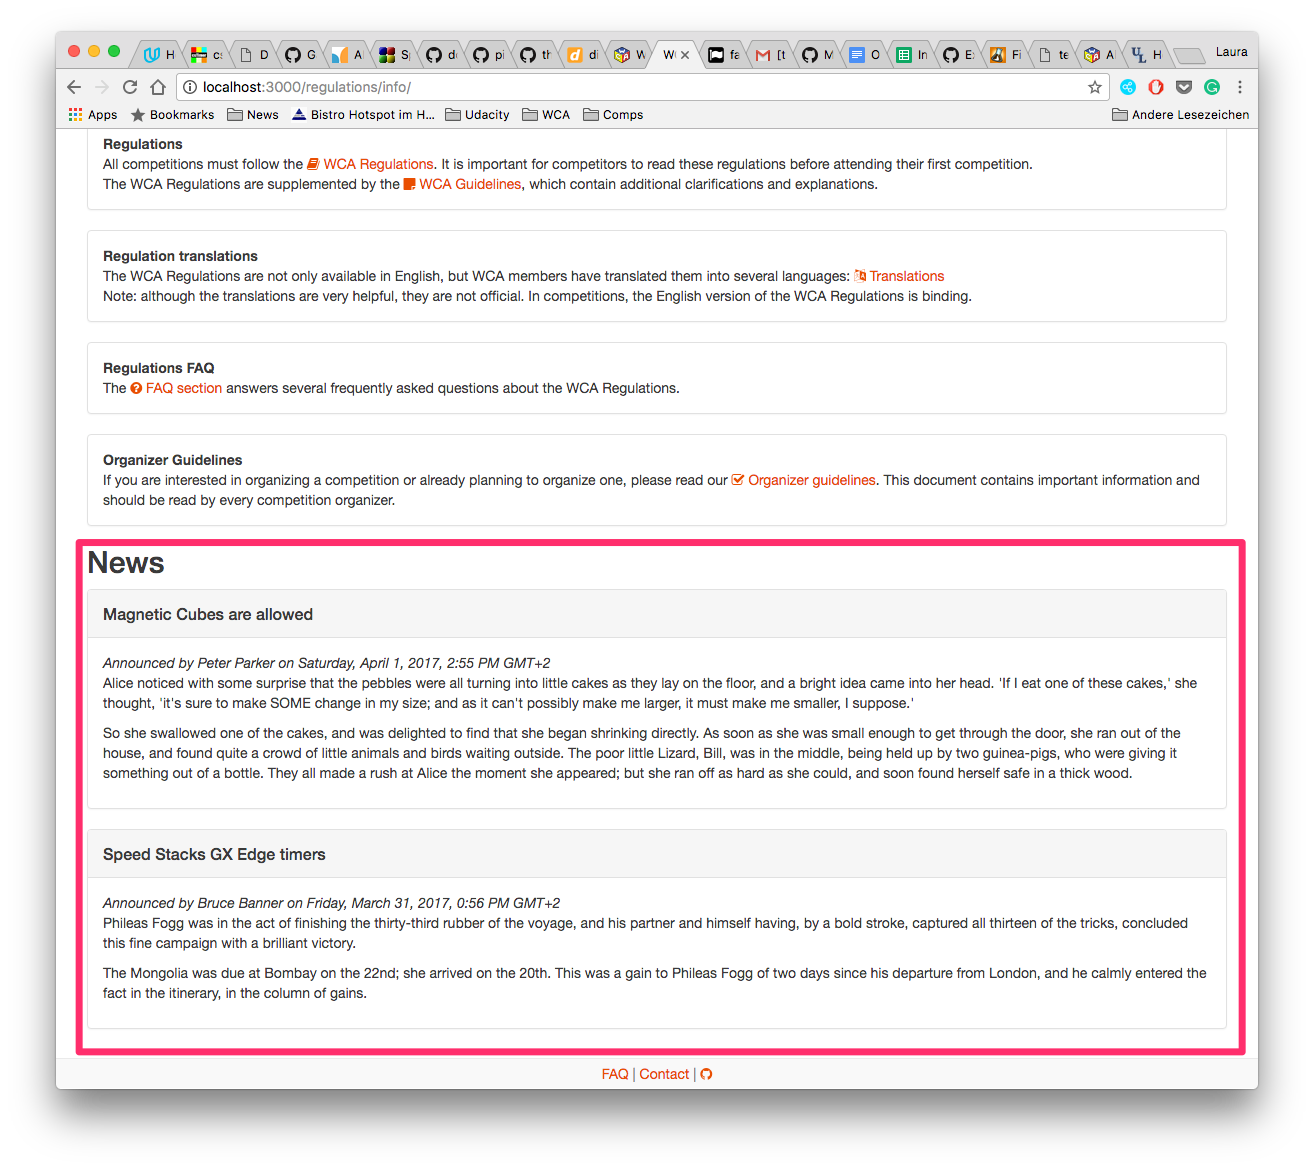 H cs D G A S de pi th di W W fa [t M O In E Fi te A H Laura
localhost:3000/regulations/info/
Apps Bookmarks News Bistro Hotspot im H... Udacity WCA Comps Andere Lesezeichen
Regulations
All competitions must follow the WCA Regulations. It is important for competitors to read these regulations before attending their first competition.
The WCA Regulations are supplemented by the WCA Guidelines, which contain additional clarifications and explanations.
Regulation translations
The WCA Regulations are not only available in English, but WCA members have translated them into several languages: Translations
Note: although the translations are very helpful, they are not official. In competitions, the English version of the WCA Regulations is binding.
Regulations FAQ
The FAQ section answers several frequently asked questions about the WCA Regulations.
Organizer Guidelines
If you are interested in organizing a competition or already planning to organize one, please read our Organizer guidelines. This document contains important information and
should be read by every competition organizer.
News
Magnetic Cubes are allowed
Announced by Peter Parker on Saturday, April 1, 2017, 2:55 PM GMT+2
Alice noticed with some surprise that the pebbles were all turning into little cakes as they lay on the floor, and a bright idea came into her head. 'If I eat one of these cakes,' she
thought, 'it's sure to make SOME change in my size; and as it can't possibly make me larger, it must make me smaller, I suppose.'
So she swallowed one of the cakes, and was delighted to find that she began shrinking directly. As soon as she was small enough to get through the door, she ran out of the
house, and found quite a crowd of little animals and birds waiting outside. The poor little Lizard, Bill, was in the middle, being held up by two guinea-pigs, who were giving it
something out of a bottle. They all made a rush at Alice the moment she appeared; but she ran off as hard as she could, and soon found herself safe in a thick wood.
Speed Stacks GX Edge timers
Announced by Bruce Banner on Friday, March 31, 2017, 0:56 PM GMT+2
Phileas Fogg was in the act of finishing the thirty-third rubber of the voyage, and his partner and himself having, by a bold stroke, captured all thirteen of the tricks, concluded
this fine campaign with a brilliant victory.
The Mongolia was due at Bombay on the 22nd; she arrived on the 20th. This was a gain to Phileas Fogg of two days since his departure from London, and he calmly entered the
fact in the itinerary, in the column of gains.
FAQ | Contact |